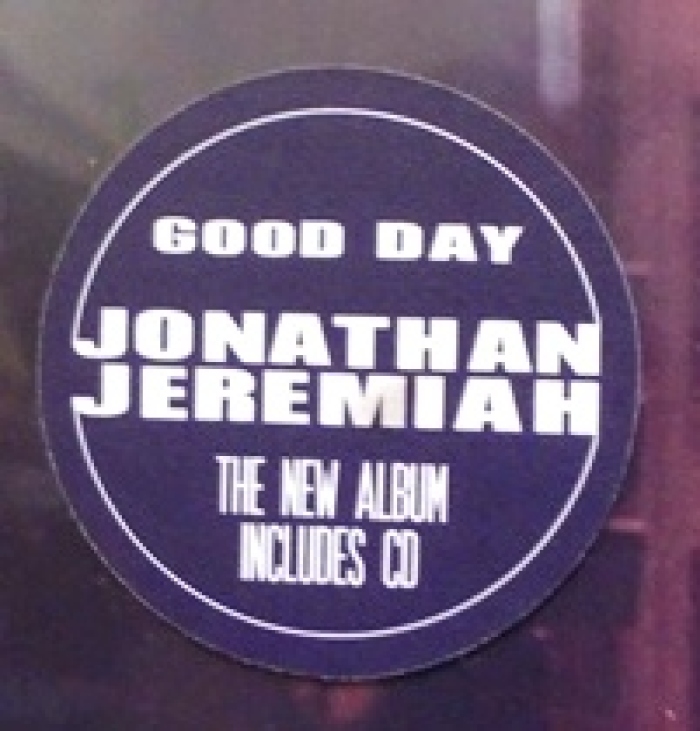 GOOD DAY
JONATHAN
JEREMIAH
THE NEW ALBUM
INCLUDES CD